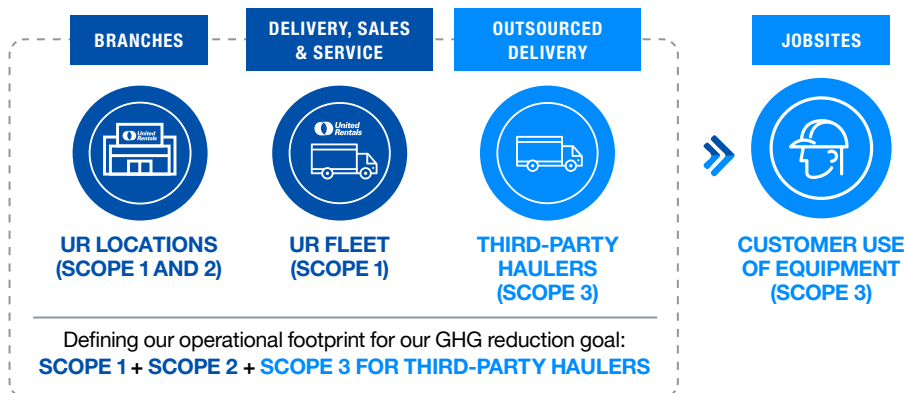 BRANCHES
DELIVERY, SALES
& SERVICE
OUTSOURCED
DELIVERY
JOBSITES
United
Rentals
United
Rentals
UR LOCATIONS
(SCOPE 1 AND 2)
UR FLEET
(SCOPE 1)
THIRD-PARTY
HAULERS
(SCOPE 3)
CUSTOMER USE
OF EQUIPMENT
(SCOPE 3)
Defining our operational footprint for our GHG reduction goal:
SCOPE 1 + SCOPE 2 + SCOPE 3 FOR THIRD-PARTY HAULERS